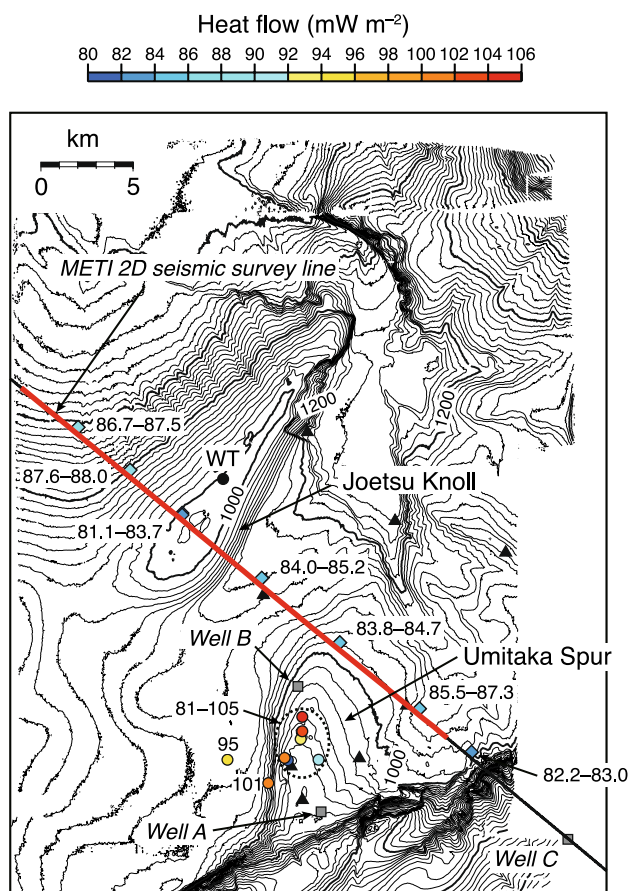 Heat flow (mW m⁻²)
80 82 84 86 88 90 92 94 96 98 100 102 104 106
km
0 5
METI 2D seismic survey line
1200
1200
86.7–87.5
WT
87.6–88.0
1000
Joetsu Knoll
81.1–83.7
84.0–85.2
83.8–84.7
Well B
Umitaka Spur
85.5–87.3
81–105
95
1000
101
82.2–83.0
Well A
Well C